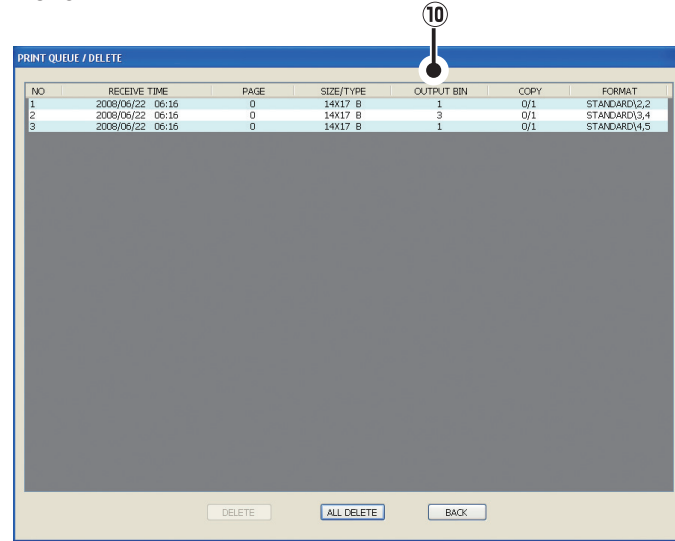 ⑩
PRINT QUEUE / DELETE
NO RECEIVE TIME PAGE SIZE/TYPE OUTPUT BIN COPY FORMAT
1 2008/06/22 06:16 0 14X17 B 1 0/1 STANDARD\2,2
2 2008/06/22 06:16 0 14X17 B 3 0/1 STANDARD\3,4
3 2008/06/22 06:16 0 14X17 B 1 0/1 STANDARD\4,5
DELETE ALL DELETE BACK